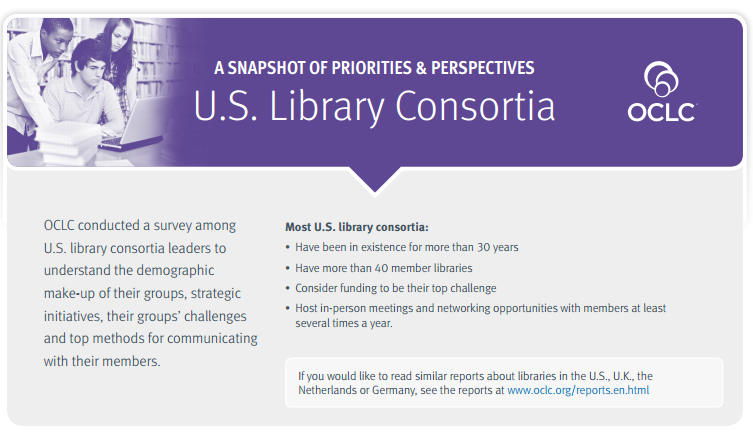 A SNAPSHOT OF PRIORITIES & PERSPECTIVES
U.S. Library Consortia
OCLC
OCLC conducted a survey among
U.S. library consortia leaders to
understand the demographic
make-up of their groups, strategic
initiatives, their groups' challenges
and top methods for communicating
with their members.
Most U.S. library consortia:
• Have been in existence for more than 30 years
• Have more than 40 member libraries
• Consider funding to be their top challenge
• Host in-person meetings and networking opportunities with members at least
several times a year.
If you would like to read similar reports about libraries in the U.S., U.K., the
Netherlands or Germany, see the reports at www.oclc.org/reports.en.html